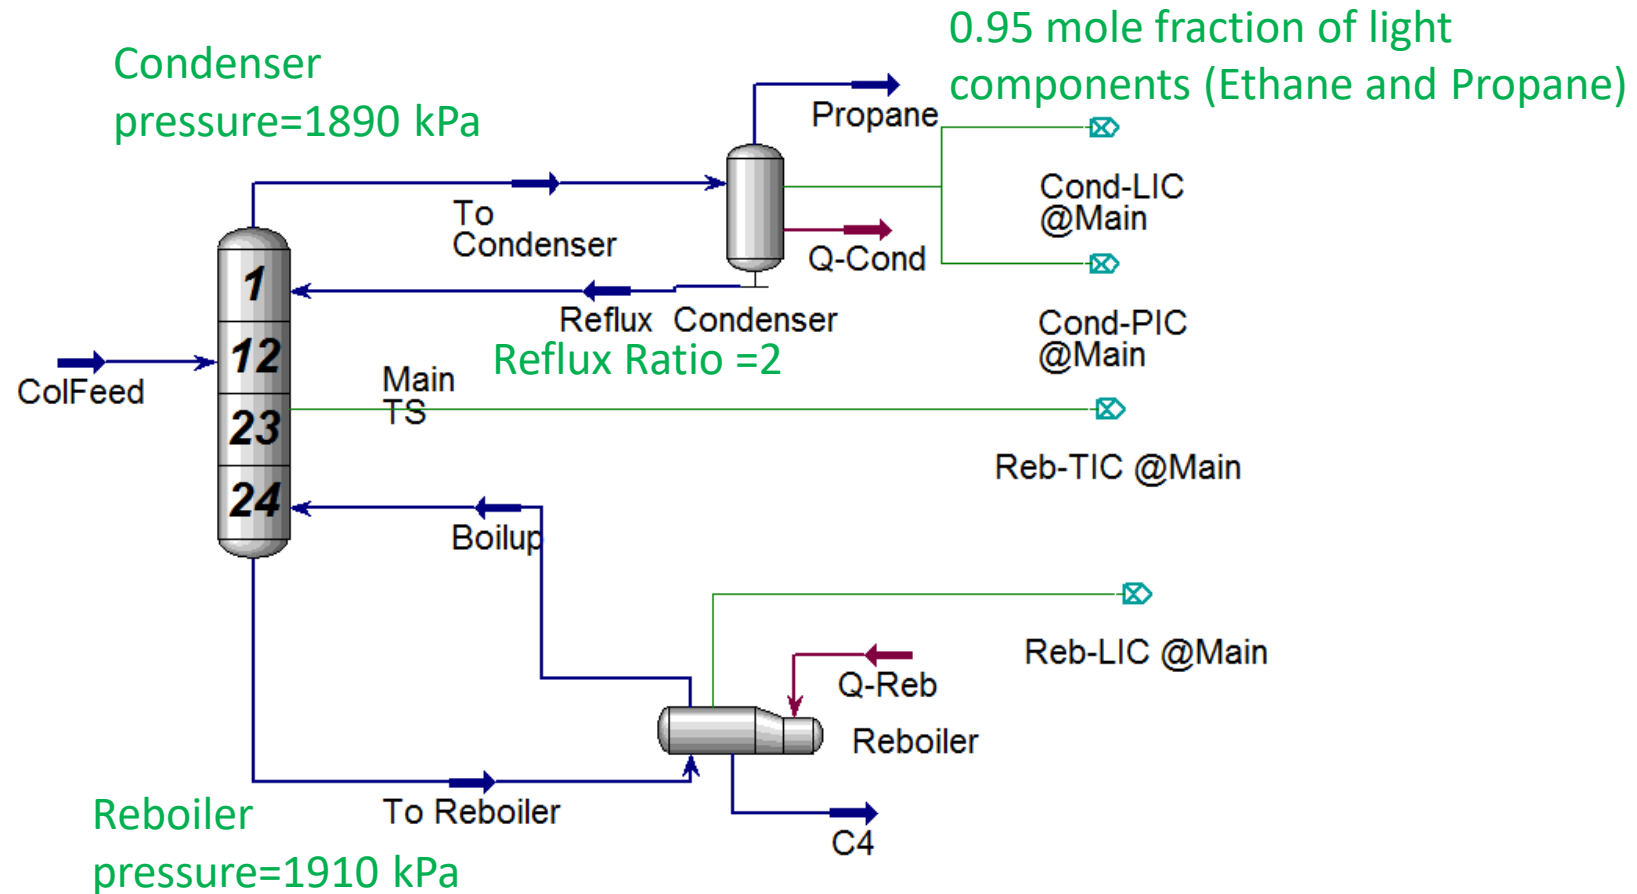 0.95 mole fraction of light
components (Ethane and Propane)
Condenser
pressure=1890 kPa
Propane
To
Condenser
Cond-LIC
@Main
Q-Cond
1
Reflux
Condenser
Cond-PIC
@Main
Reflux Ratio =2
12
ColFeed
Main
TS
23
Reb-TIC @Main
24
Boilup
Reb-LIC @Main
Q-Reb
Reboiler
To Reboiler
C4
Reboiler
pressure=1910 kPa